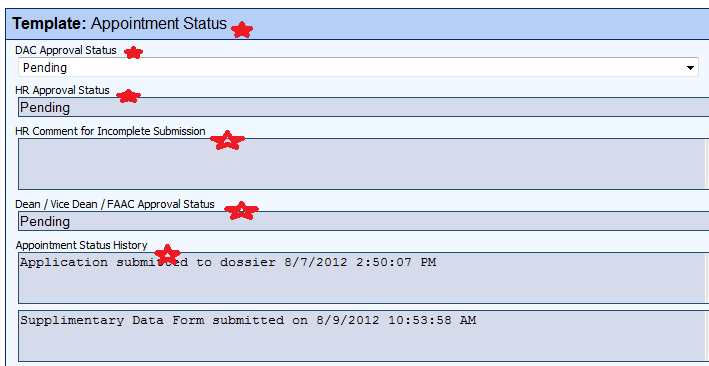 Template: Appointment Status
DAC Approval Status
Pending
HR Approval Status
Pending
HR Comment for Incomplete Submission
Dean / Vice Dean / FAAC Approval Status
Pending
Appointment Status History
Application submitted to dossier 8/7/2012 2:50:07 PM
Supplimentary Data Form submitted on 8/9/2012 10:53:58 AM